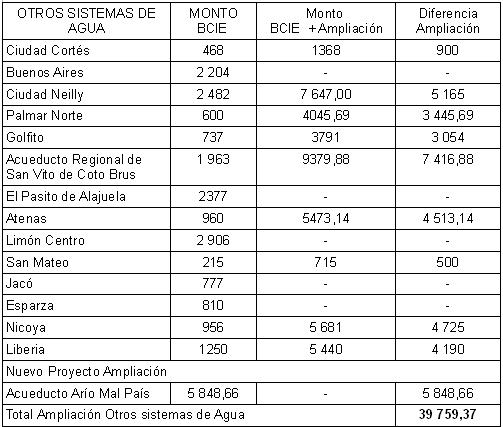 OTROS SISTEMAS DE AGUA MONTO BCIE Monto BCIE +Ampliación Diferencia Ampliación
Ciudad Cortés 468 1368 900
Buenos Aires 2 204 - -
Ciudad Neilly 2 482 7 647,00 5 165
Palmar Norte 600 4045,69 3 445,69
Golfito 737 3791 3 054
Acueducto Regional de San Vito de Coto Brus 1 963 9379,88 7 416,88
El Pasito de Alajuela 2377 - -
Atenas 960 5473,14 4 513,14
Limón Centro 2 906 - -
San Mateo 215 715 500
Jacó 777 - -
Esparza 810 - -
Nicoya 956 5 681 4 725
Liberia 1250 5 440 4 190
Nuevo Proyecto Ampliación
Acueducto Arío Mal País 5 848,66 - 5 848,66
Total Ampliación Otros sistemas de Agua 39 759,37